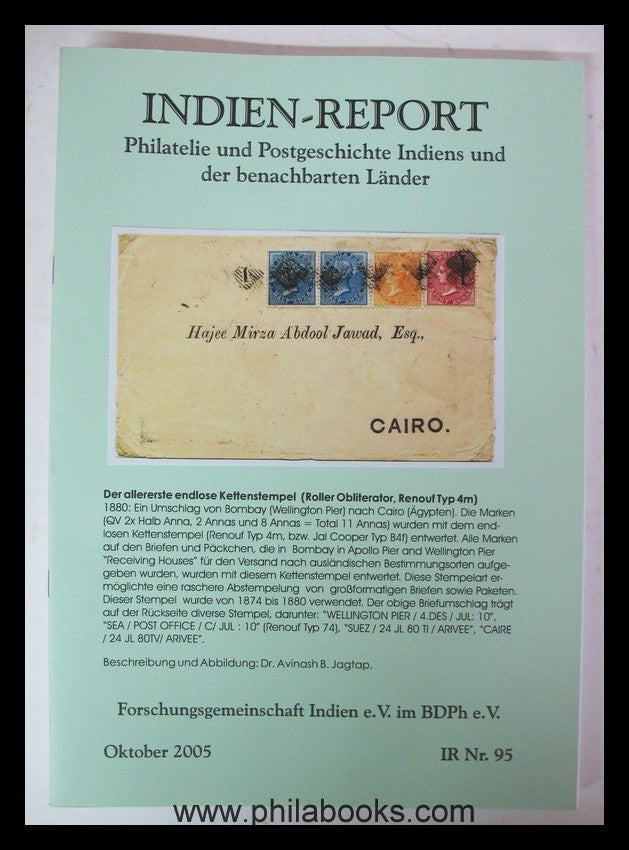 INDIEN-REPORT
Philatelie und Postgeschichte Indiens und
der benachbarten Länder
1
Hajee Mirza Abdool Jawad, Esq.,
CAIRO.
Der allererste endlose Kettenstempel (Roller Obliterator, Renouf Typ 4m)
1880: Ein Umschlag von Bombay (Wellington Pier) nach Cairo (Ägypten). Die Marken
(QV 2x Halb Anna, 2 Annas und 8 Annas = Total 11 Annas) wurden mit dem end-
losen Kettenstempel (Renouf Typ 4m, bzw. Jal Cooper Typ B4f) entwertet. Alle Marken
auf den Briefen und Päckchen, die in Bombay in Apollo Pier and Wellington Pier
"Receiving Houses" für den Versand nach ausländischen Bestimmungsorten aufge-
geben wurden, wurden mit diesem Kettenstempel entwertet. Diese Stempelart er-
möglichte eine raschere Abstempelung von großformatigen Briefen sowie Paketen.
Dieser Stempel wurde von 1874 bis 1880 verwendet. Der obige Briefumschlag trägt
auf der Rückseite diverse Stempel, darunter: "WELLINGTON PIER / 4.DES / JUL: 10",
"SEA / POST OFFICE / C/ JUL : 10" (Renouf Typ 74), "SUEZ / 24 JL 80 TI / ARIVEE", "CAIRE
/ 24 JL 80TV/ ARIVEE".
Beschreibung und Abbildung: Dr. Avinash B. Jagtap.
Forschungsgemeinschaft Indien e.V. im BDPh e.V.
Oktober 2005 IR Nr. 95
www.philabooks.com